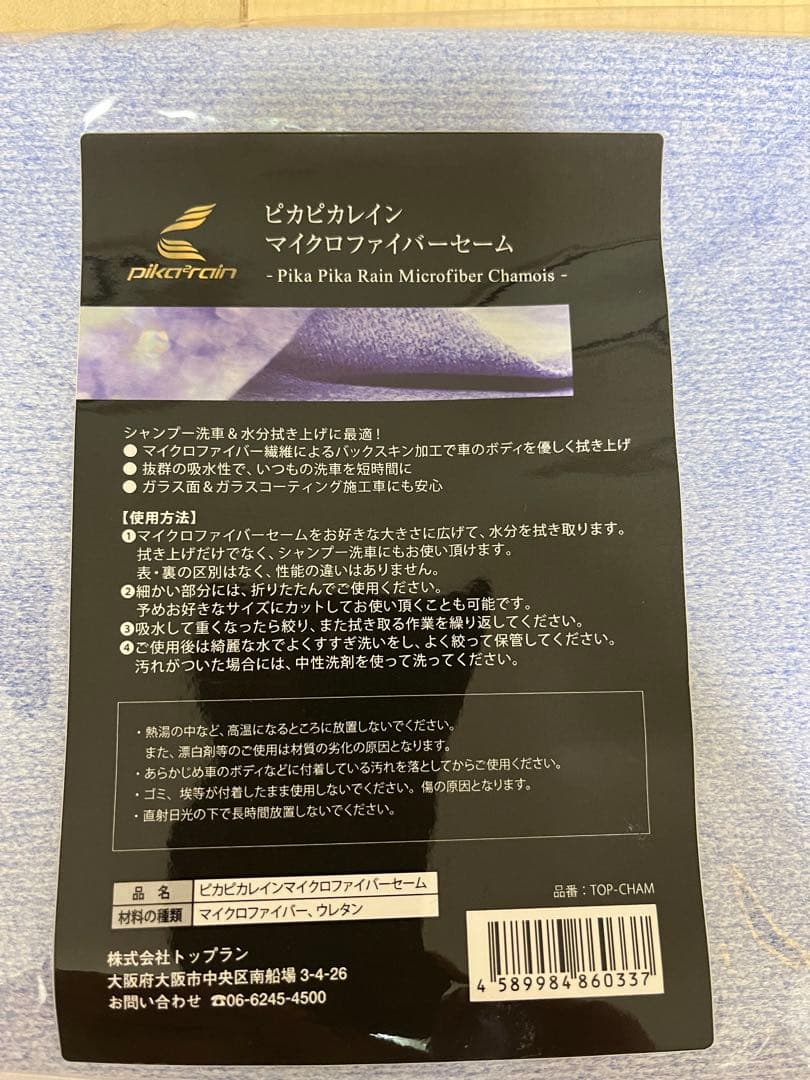 pika²rain
ピカピカレイン
マイクロファイバーセーム
- Pika Pika Rain Microfiber Chamois -
シャンプー洗車＆水分拭き上げに最適！
● マイクロファイバー繊維によるバックスキン加工で車のボディを優しく拭き上げ
● 抜群の吸水性で、いつもの洗車を短時間に
● ガラス面＆ガラスコーティング施工車にも安心
【使用方法】
❶マイクロファイバーセームをお好きな大きさに広げて、水分を拭き取ります。
拭き上げだけでなく、シャンプー洗車にもお使い頂けます。
表・裏の区別はなく、性能の違いはありません。
❷細かい部分には、折りたたんでご使用ください。
予めお好きなサイズにカットしてお使い頂くことも可能です。
❸吸水して重くなったら絞り、また拭き取る作業を繰り返してください。
❹ご使用後は綺麗な水でよくすすぎ洗いをし、よく絞って保管してください。
汚れがついた場合には、中性洗剤を使って洗ってください。
・熱湯の中など、高温になるところに放置しないでください。
また、漂白剤等のご使用は材質の劣化の原因となります。
・あらかじめ車のボディなどに付着している汚れを落としてからご使用ください。
・ゴミ、埃等が付着したまま使用しないでください。傷の原因となります。
・直射日光の下で長時間放置しないでください。
品 名 ピカピカレインマイクロファイバーセーム
材料の種類 マイクロファイバー、ウレタン
品番：TOP-CHAM
株式会社トップラン
大阪府大阪市中央区南船場 3-4-26
お問い合わせ ☎06-6245-4500
4 589984 860337